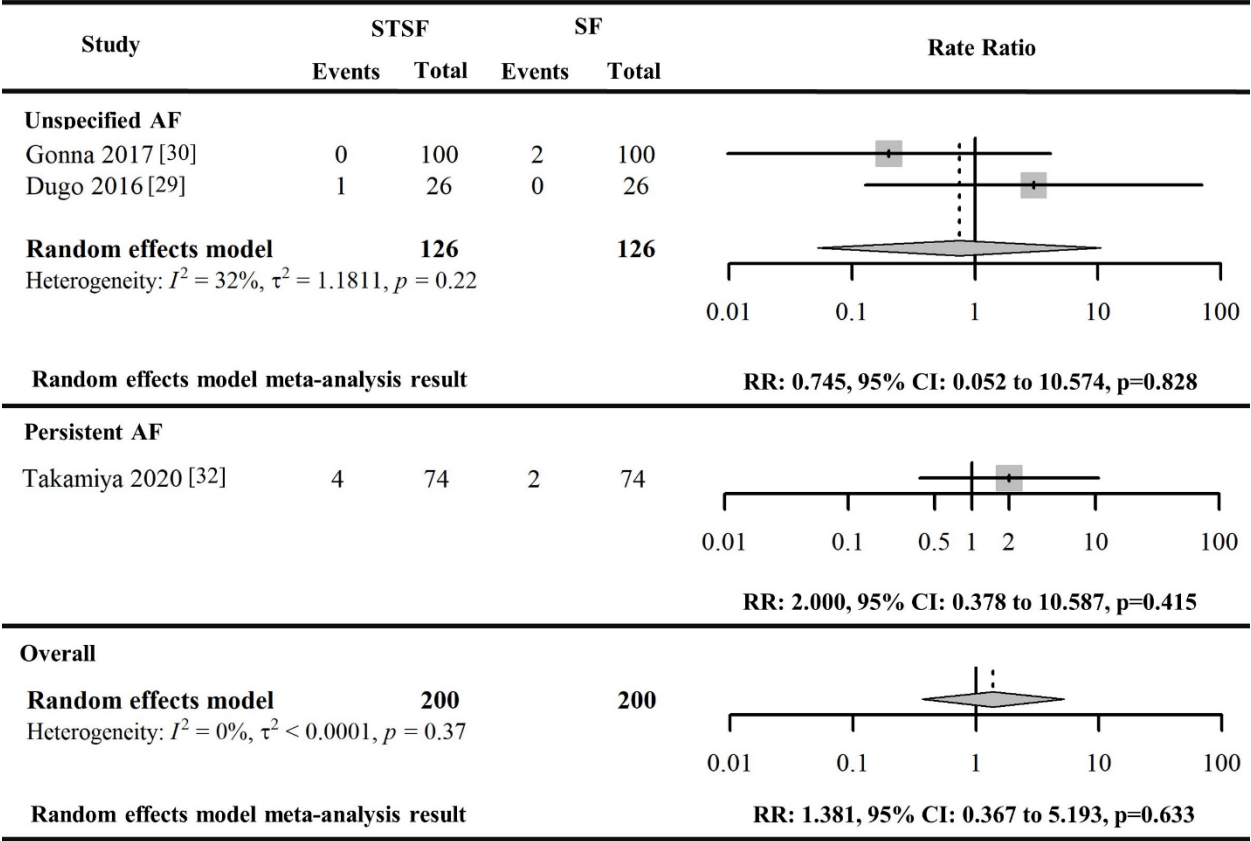 Study STSF SF Rate Ratio
Events Total Events Total
Unspecified AF
Gonna 2017 [30] 0 100 2 100
Dugo 2016 [29] 1 26 0 26
Random effects model 126 126
Heterogeneity: I² = 32%, τ² = 1.1811, p = 0.22
0.01 0.1 1 10 100
Random effects model meta-analysis result RR: 0.745, 95% CI: 0.052 to 10.574, p=0.828
Persistent AF
Takamiya 2020 [32] 4 74 2 74
0.01 0.1 0.5 1 2 10 100
RR: 2.000, 95% CI: 0.378 to 10.587, p=0.415
Overall
Random effects model 200 200
Heterogeneity: I² = 0%, τ² < 0.0001, p = 0.37
0.01 0.1 1 10 100
Random effects model meta-analysis result RR: 1.381, 95% CI: 0.367 to 5.193, p=0.633